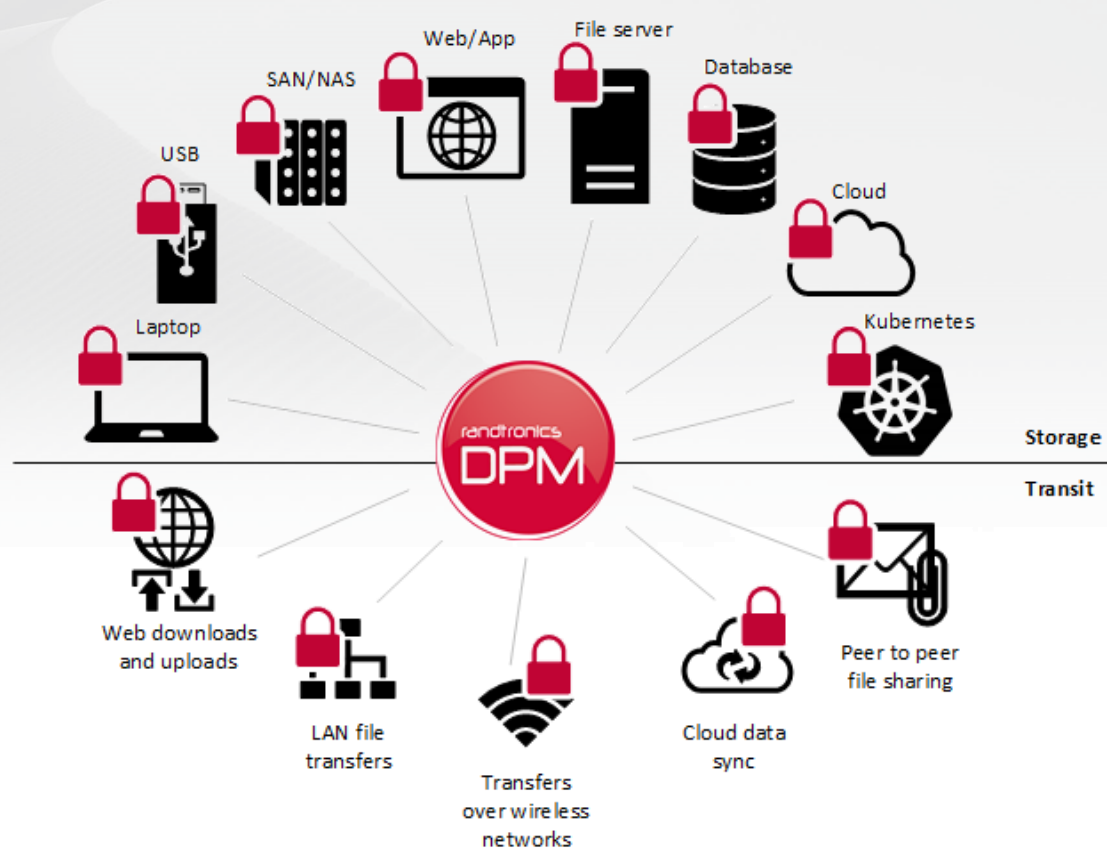 File server
Web/App
Database
SAN/NAS
USB
Cloud
Laptop
Kubernetes
randtronics
DPM
Storage
Transit
Web downloads
and uploads
Peer to peer
file sharing
LAN file
transfers
Cloud data
sync
Transfers
over wireless
networks